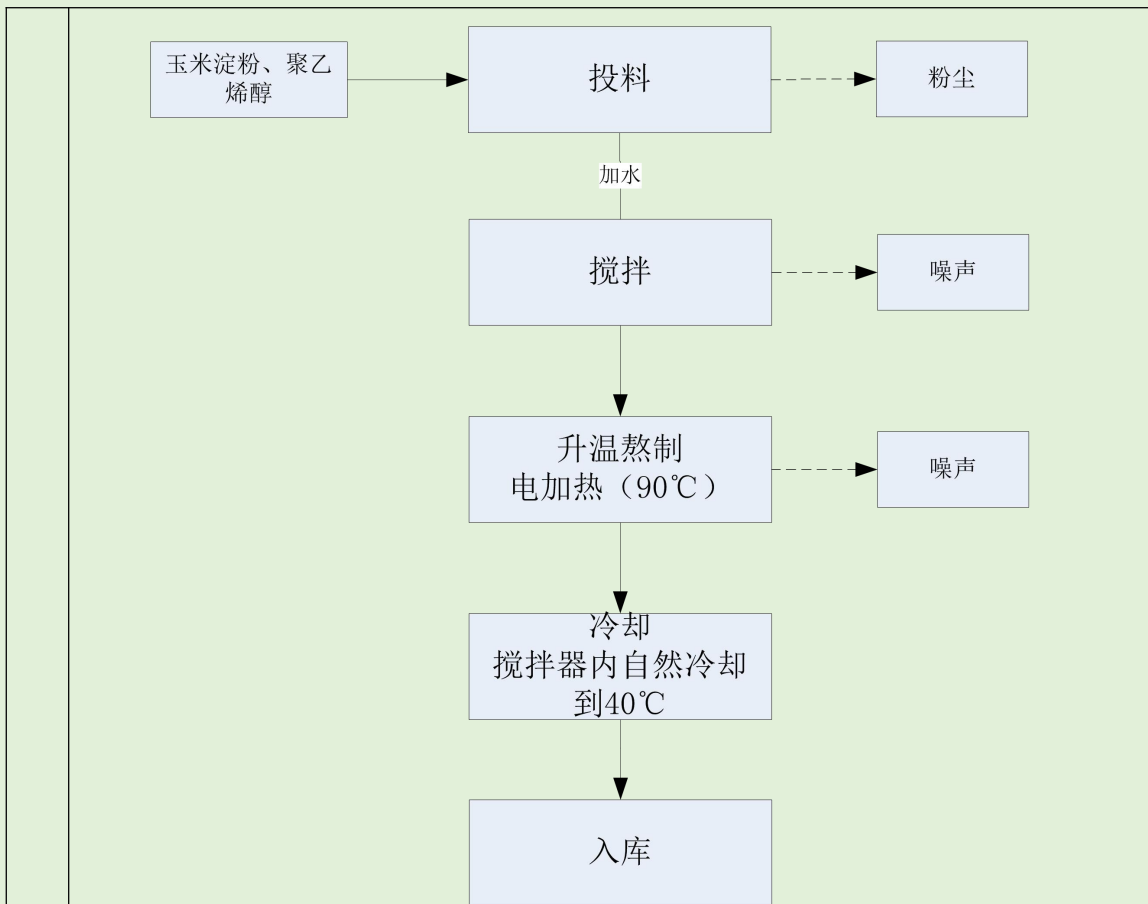 玉米淀粉、聚乙
烯醇
投料
粉尘
加水
搅拌
噪声
升温熬制
电加热（90℃）
噪声
冷却
搅拌器内自然冷却
到40℃
入库